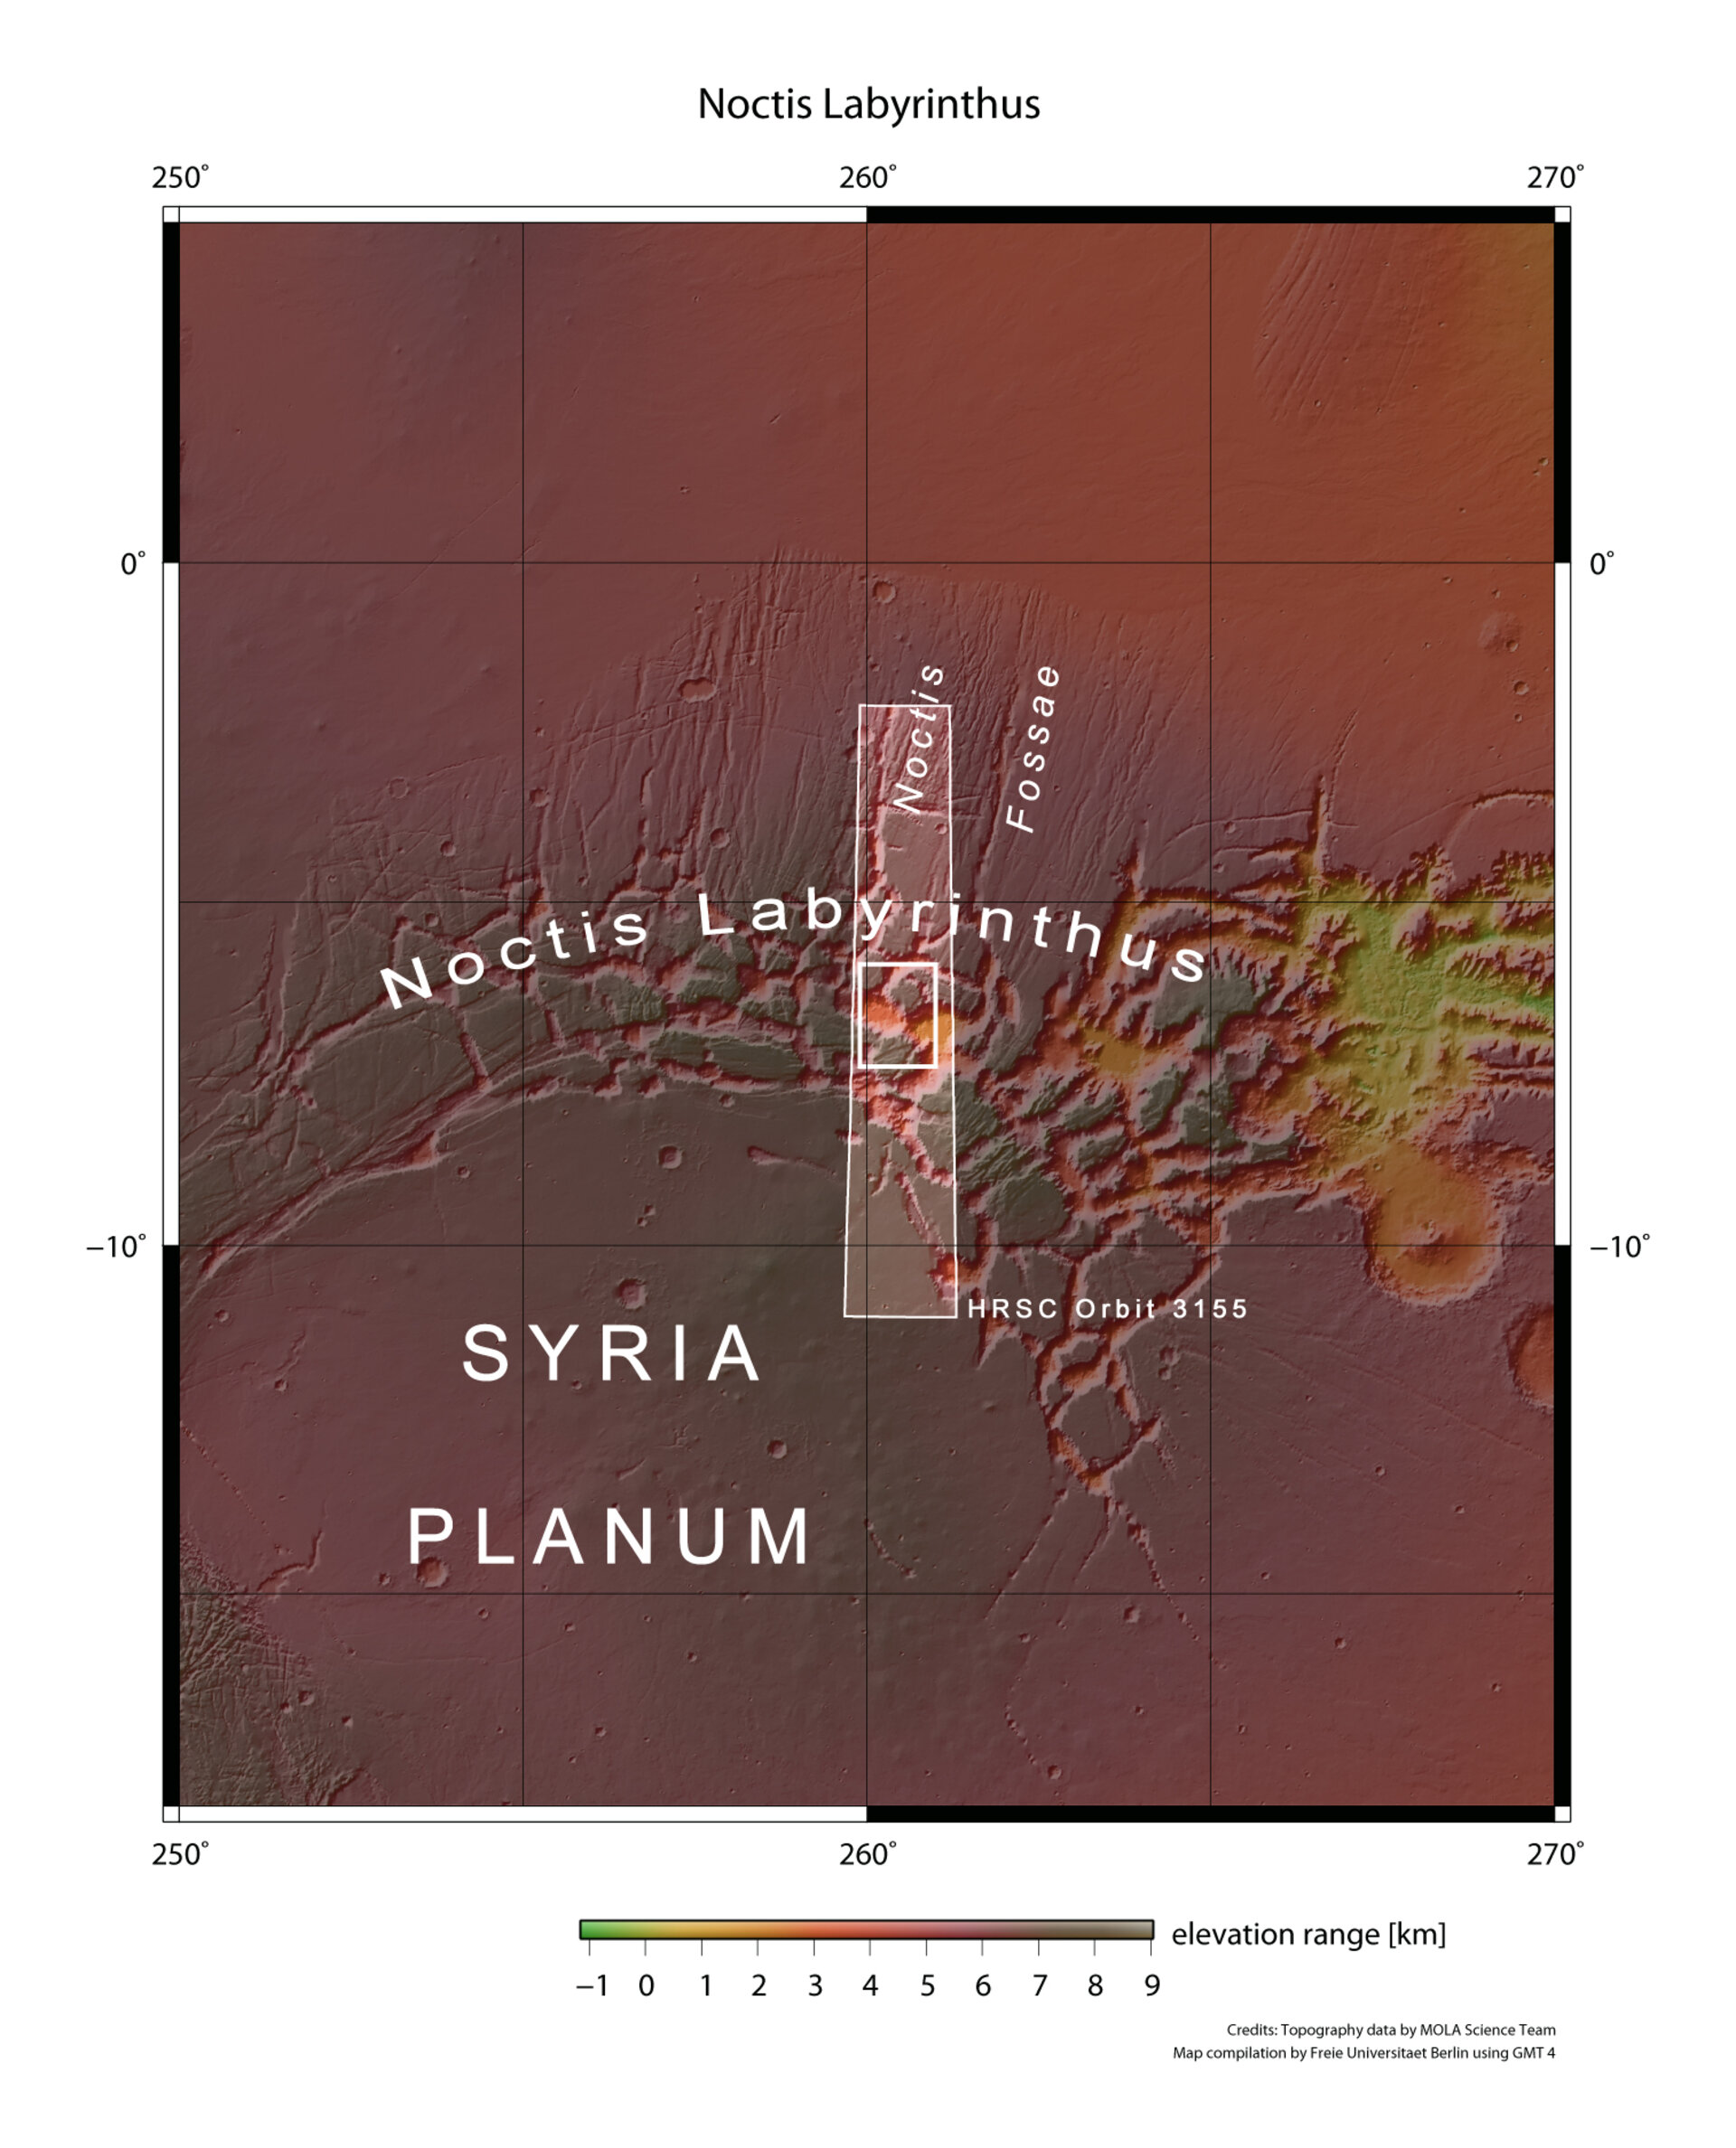 Noctis Labyrinthus
250° 260° 270°
0° 0°
Noctis
Fossae
Noctis Labyrinthus
−10° −10°
HRSC Orbit 3155
SYRIA
PLANUM
250° 260° 270°
elevation range [km]
−1 0 1 2 3 4 5 6 7 8 9
Credits: Topography data by MOLA Science Team
Map compilation by Freie Universitaet Berlin using GMT 4